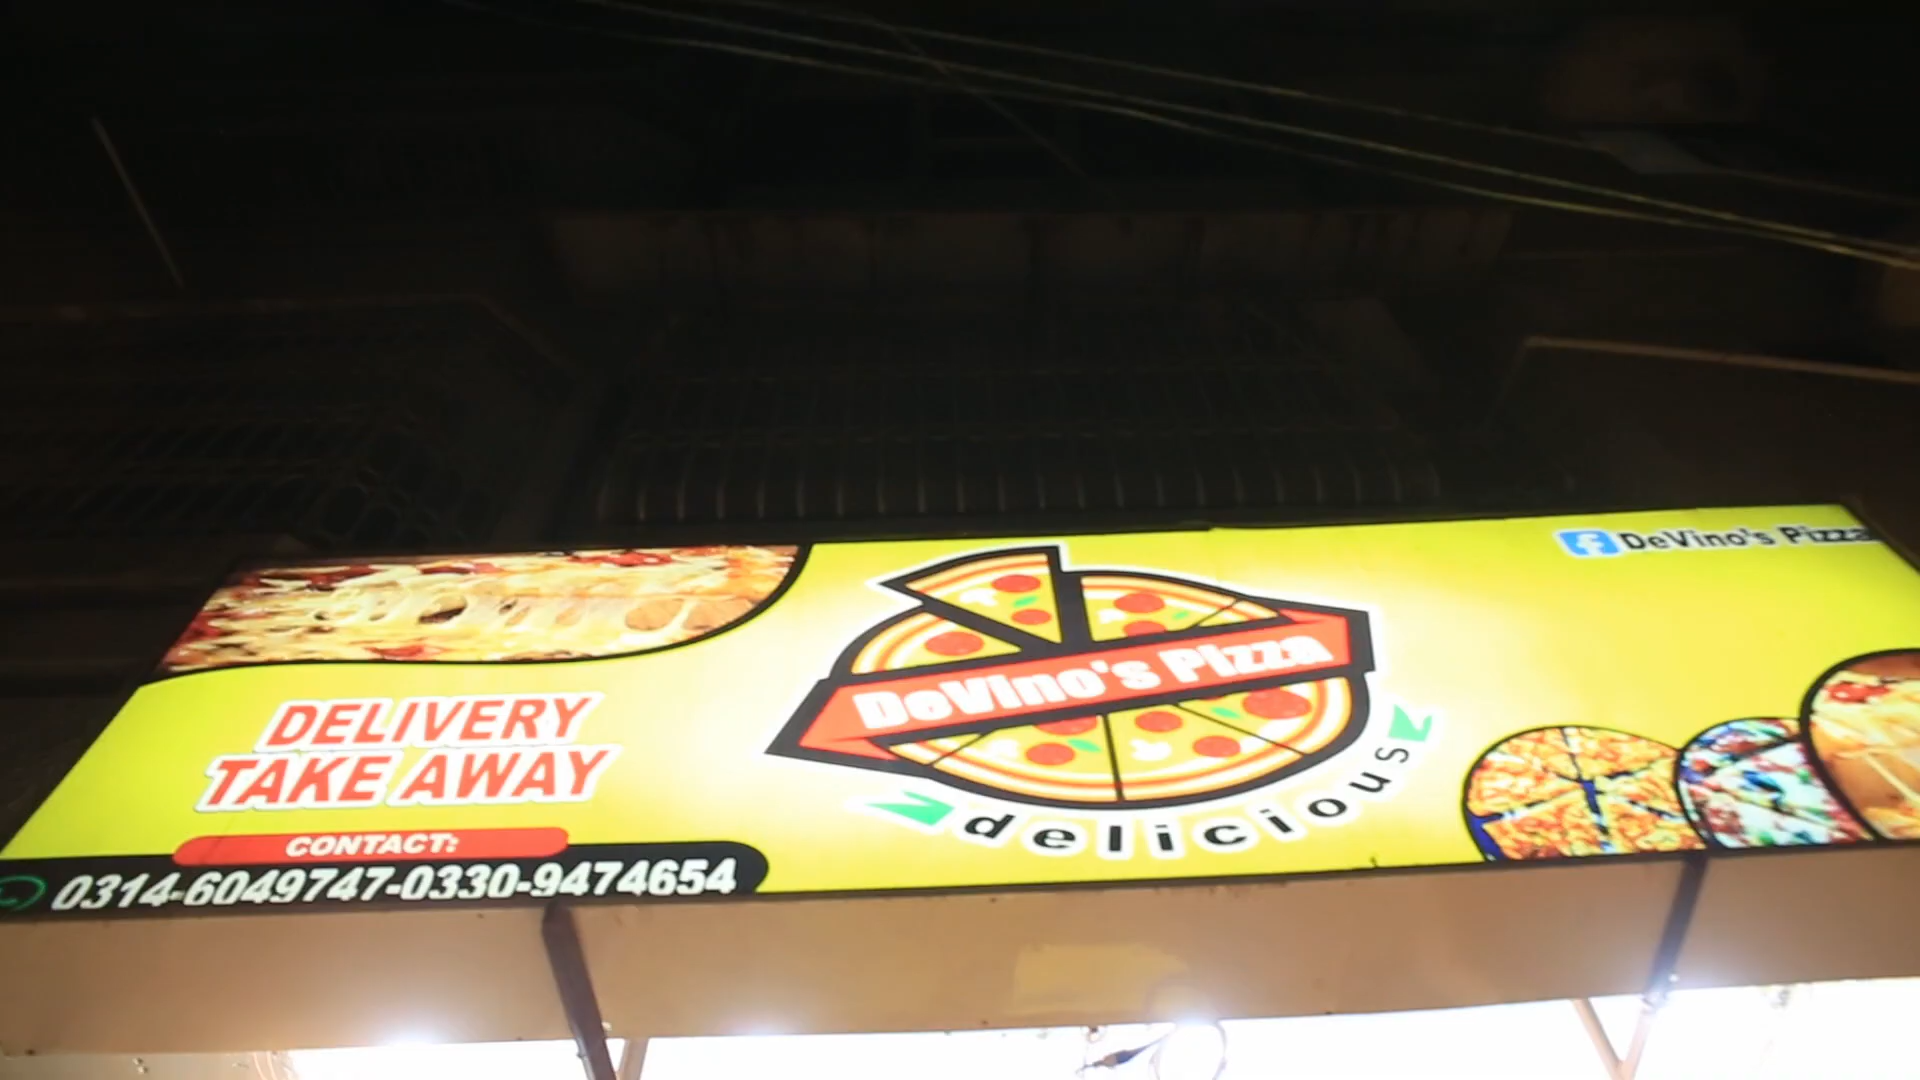 DeVino's Pizza
DeVino's Pizza
delicious
DELIVERY
TAKE AWAY
CONTACT:
0314-6049747-0330-9474654